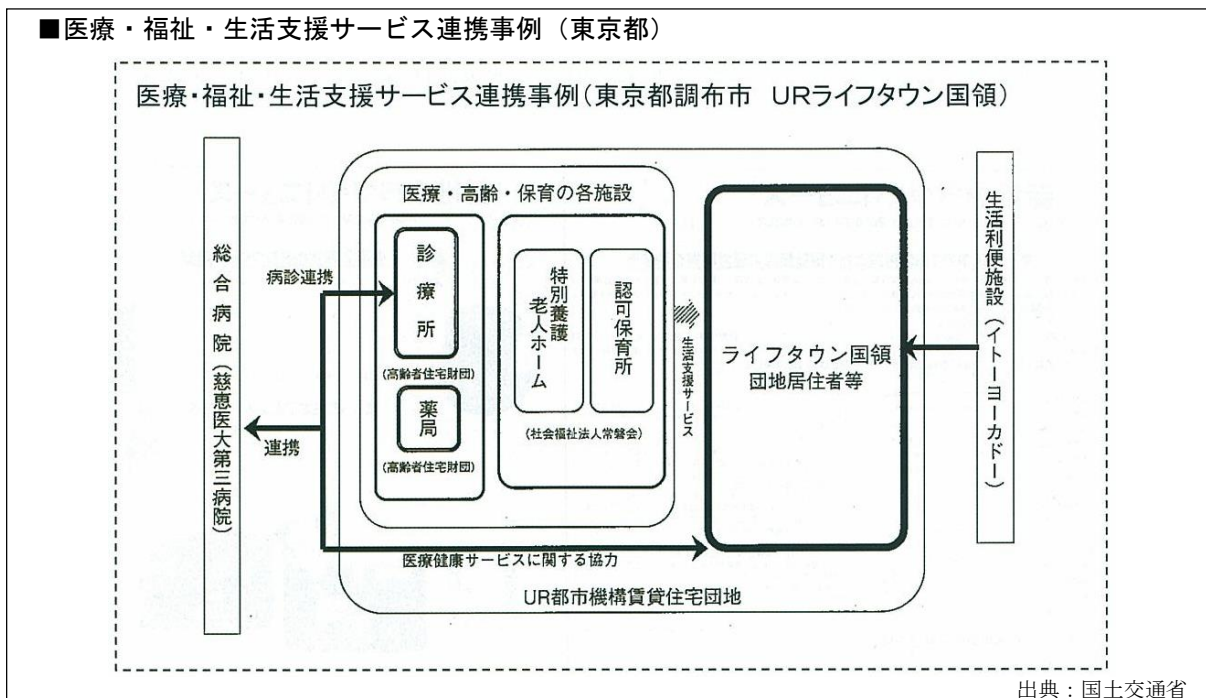 ■医療・福祉・生活支援サービス連携事例（東京都）
医療・福祉・生活支援サービス連携事例（東京都調布市　URライフタウン国領）
総合病院（慈恵医大第三病院）
病診連携
連携
医療・高齢・保育の各施設
診療所
（高齢者住宅財団）
薬局
（高齢者住宅財団）
特別養護
老人ホーム
認可保育所
（社会福祉法人常磐会）
生活支援サービス
ライフタウン国領
団地居住者等
生活利便施設（イトーヨーカドー）
医療健康サービスに関する協力
UR都市機構賃貸住宅団地
出典：国土交通省